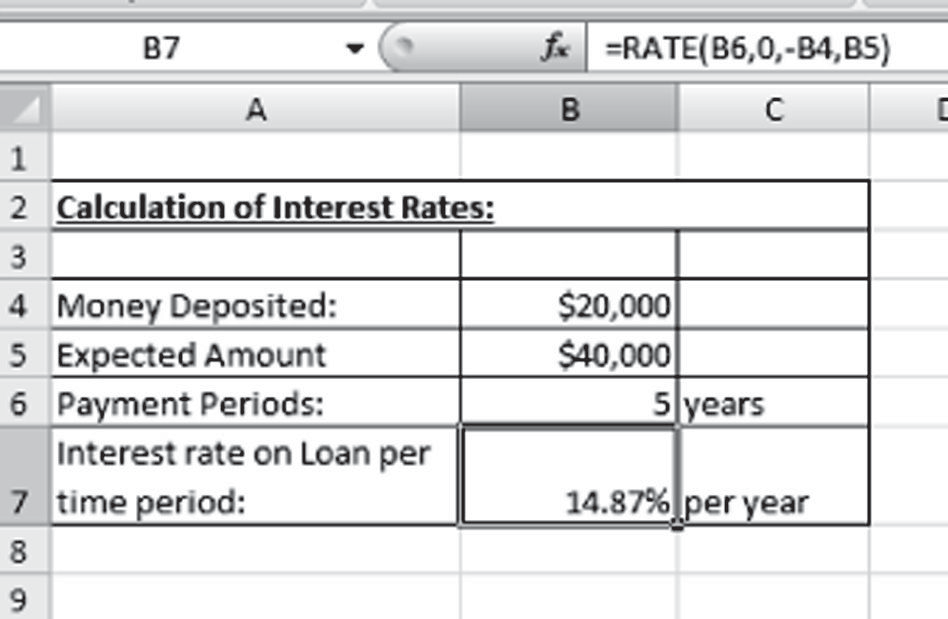 B7 fx =RATE(B6,0,-B4,B5)
A B C
1
2 Calculation of Interest Rates:
3
4 Money Deposited: $20,000
5 Expected Amount $40,000
6 Payment Periods: 5 years
Interest rate on Loan per
7 time period: 14.87% per year
8
9